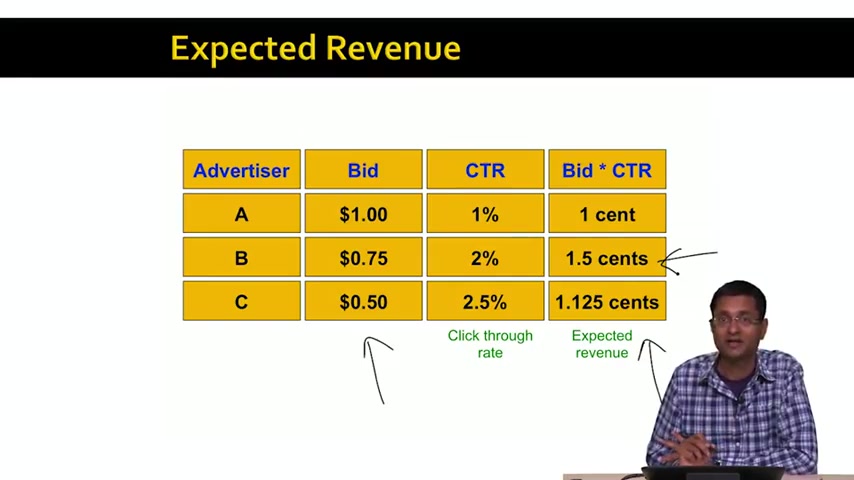 Expected Revenue
Advertiser Bid CTR Bid * CTR
A $1.00 1% 1 cent
B $0.75 2% 1.5 cents
C $0.50 2.5% 1.125 cents
Click through Expected
rate revenue